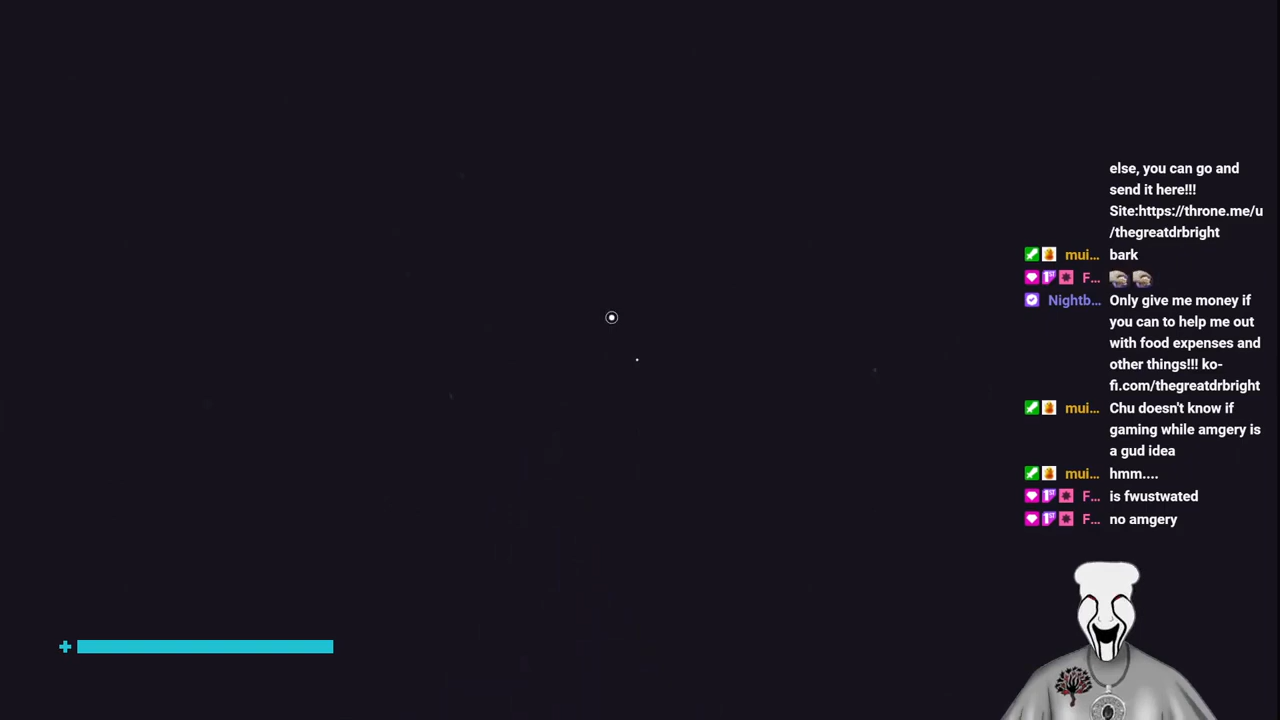 else, you can go and
send it here!!!
Site:https://throne.me/u
/thegreatdrbright
mui... bark
F...
Nightb... Only give me money if
you can to help me out
with food expenses and
other things!!! ko-
fi.com/thegreatdrbright
mui... Chu doesn't know if
gaming while amgery is
a gud idea
mui... hmm....
F... is fwustwated
F... no amgery